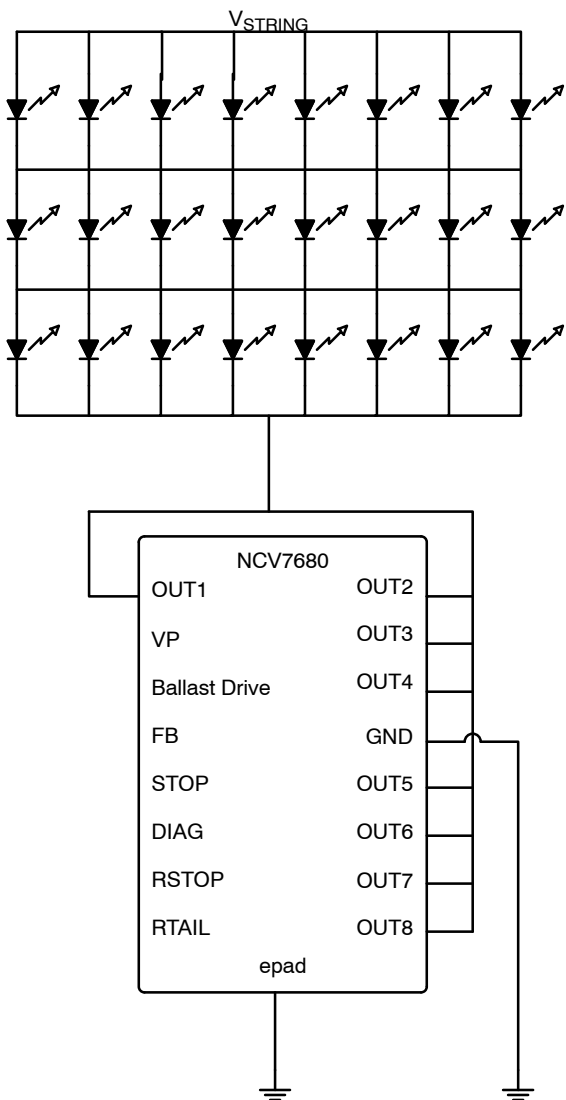 VSTRING
NCV7680
OUT1
VP
Ballast Drive
FB
STOP
DIAG
RSTOP
RTAIL
OUT2
OUT3
OUT4
GND
OUT5
OUT6
OUT7
OUT8
epad